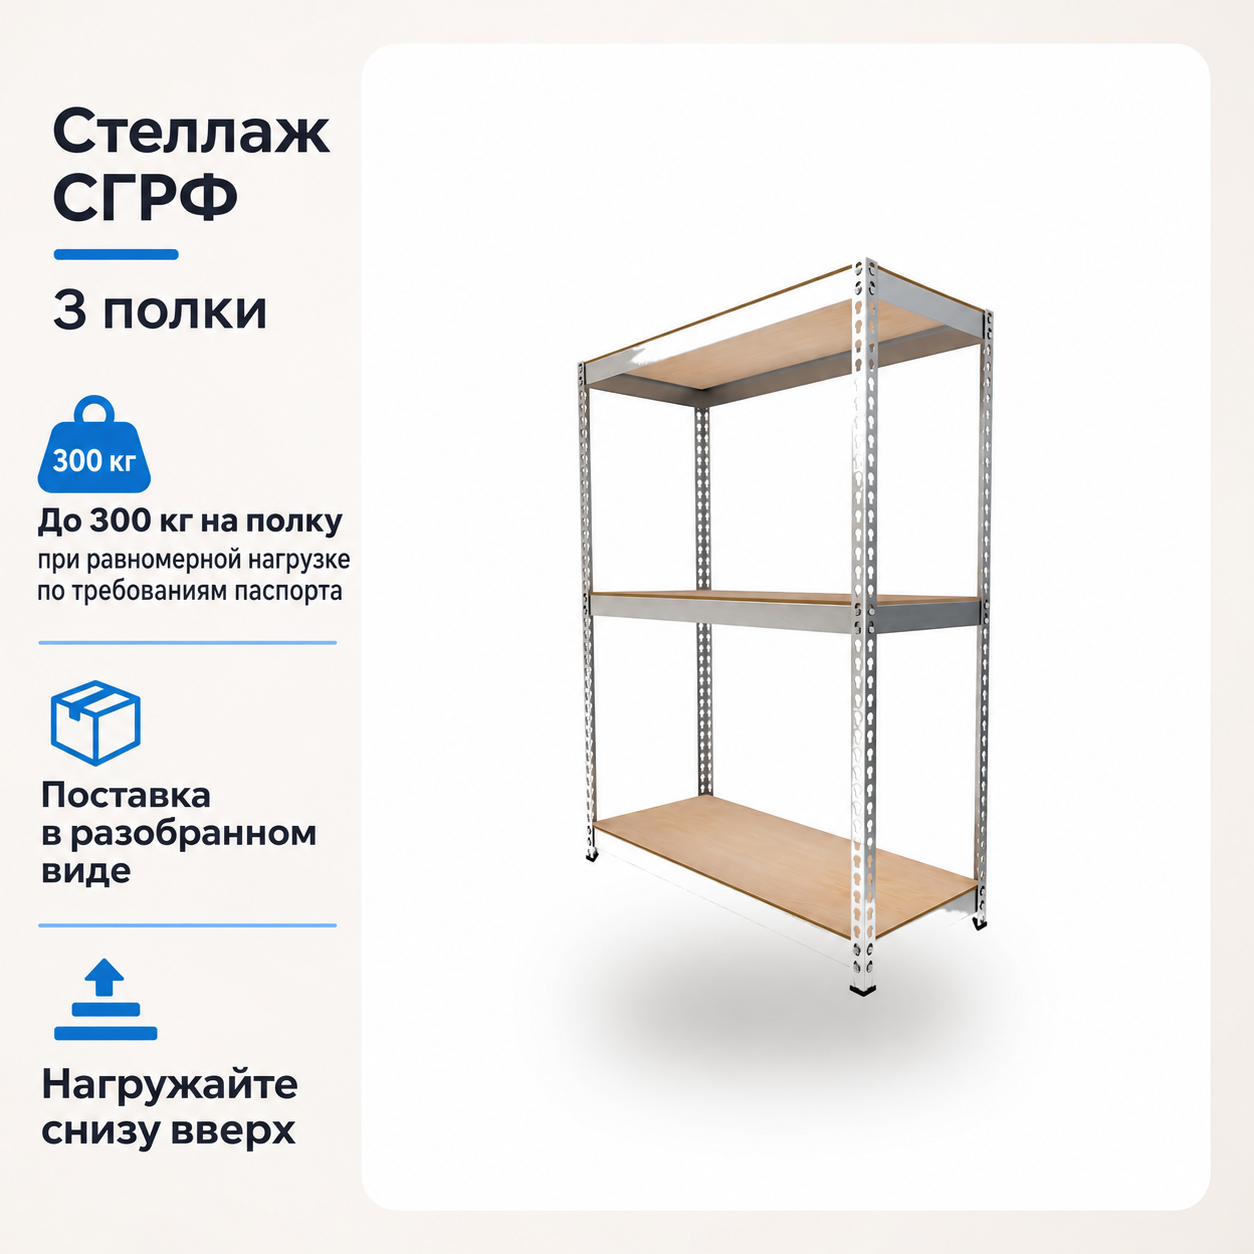 Стеллаж
СГРФ
3 полки
300 кг
До 300 кг на полку
при равномерной нагрузке
по требованиям паспорта
Поставка
в разобранном
виде
Нагружайте
снизу вверх